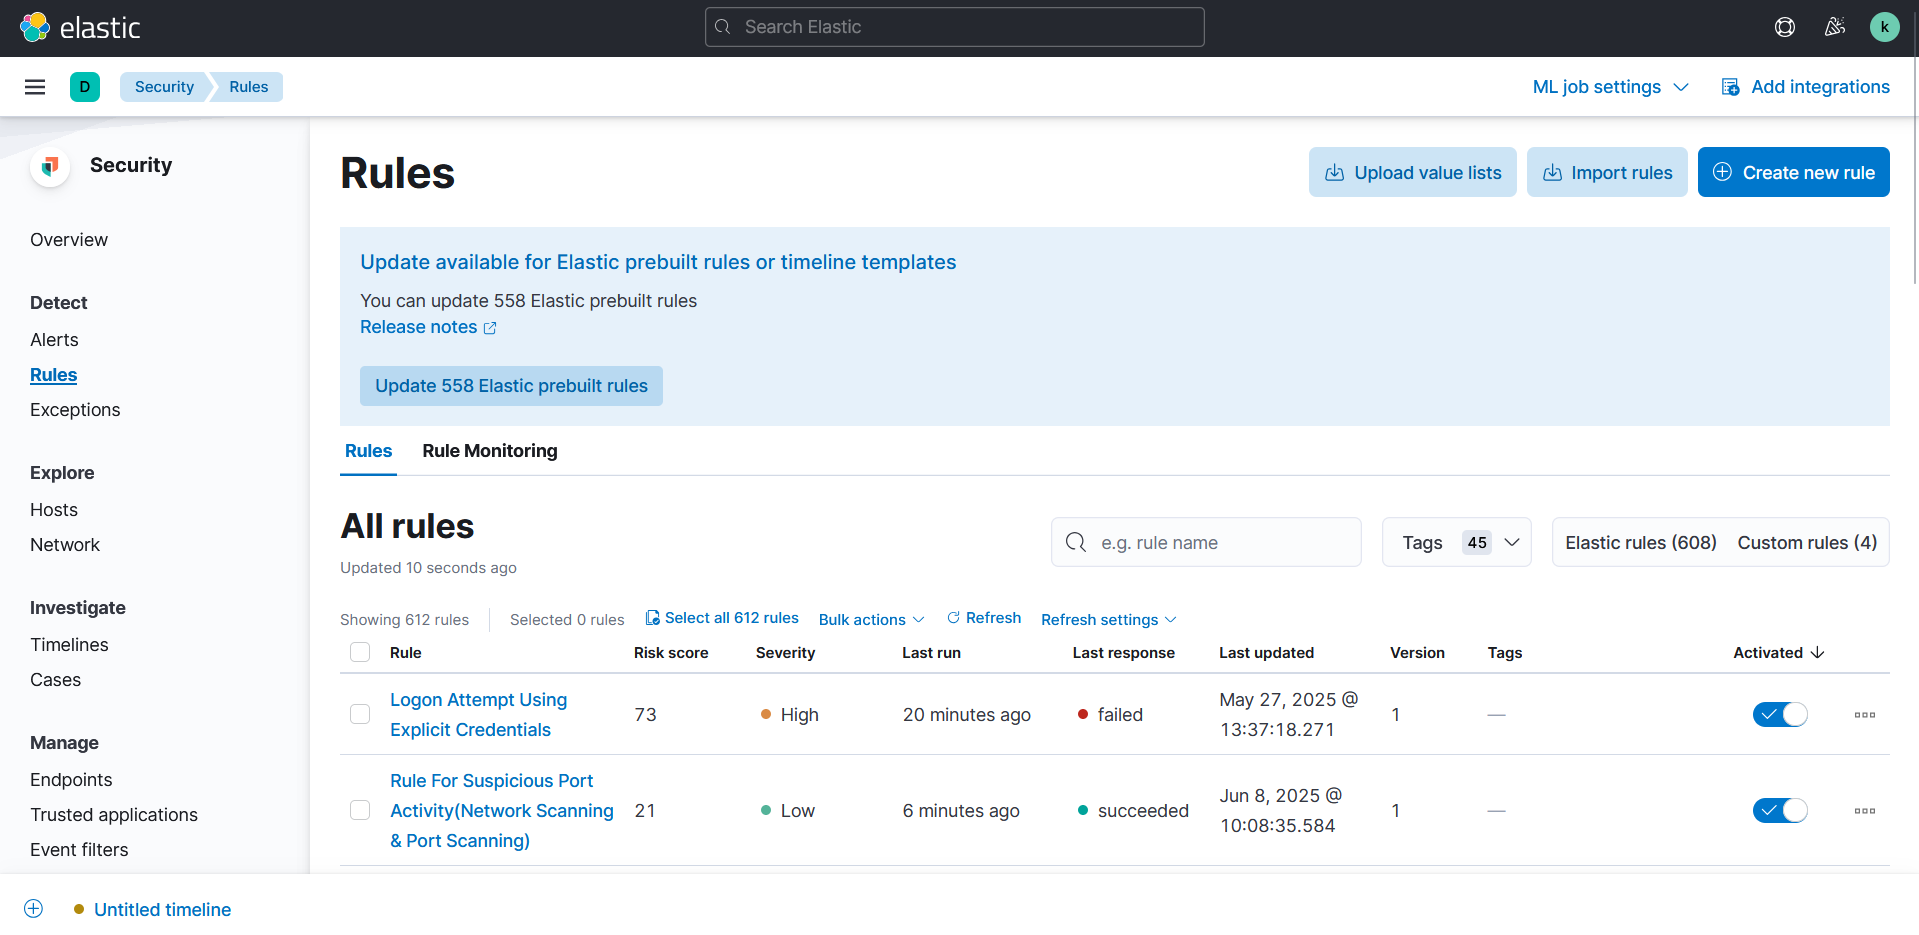 elastic
Search Elastic
k
D
Security
Rules
ML job settings
Add integrations
Security
Overview
Detect
Alerts
Rules
Exceptions
Explore
Hosts
Network
Investigate
Timelines
Cases
Manage
Endpoints
Trusted applications
Event filters
Rules
Upload value lists
Import rules
Create new rule
Update available for Elastic prebuilt rules or timeline templates
You can update 558 Elastic prebuilt rules
Release notes
Update 558 Elastic prebuilt rules
Rules
Rule Monitoring
All rules
Updated 10 seconds ago
e.g. rule name
Tags 45
Elastic rules (608)
Custom rules (4)
Showing 612 rules
Selected 0 rules
Select all 612 rules
Bulk actions
Refresh
Refresh settings
Rule Risk score Severity Last run Last response Last updated Version Tags Activated
Logon Attempt Using
Explicit Credentials
73
High
20 minutes ago
failed
May 27, 2025 @
13:37:18.271
1
—
Rule For Suspicious Port
Activity(Network Scanning
& Port Scanning)
21
Low
6 minutes ago
succeeded
Jun 8, 2025 @
10:08:35.584
1
—
Untitled timeline